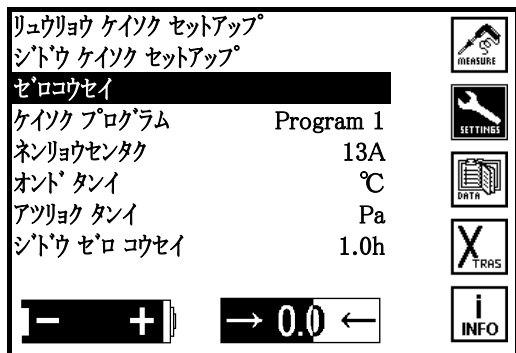 リュウリョウ ケイソク セットアップ
ジドウ ケイソク セットアップ
ゼロコウセイ
ケイソク プログラム Program 1
ネンリョウセンタク 13A
オンド タンイ ℃
アツリョク タンイ Pa
ジドウ ゼロ コウセイ 1.0h
− +
→ 0.0 ←
MEASURE
SETTINGS
DATA
XTRAS
i
INFO